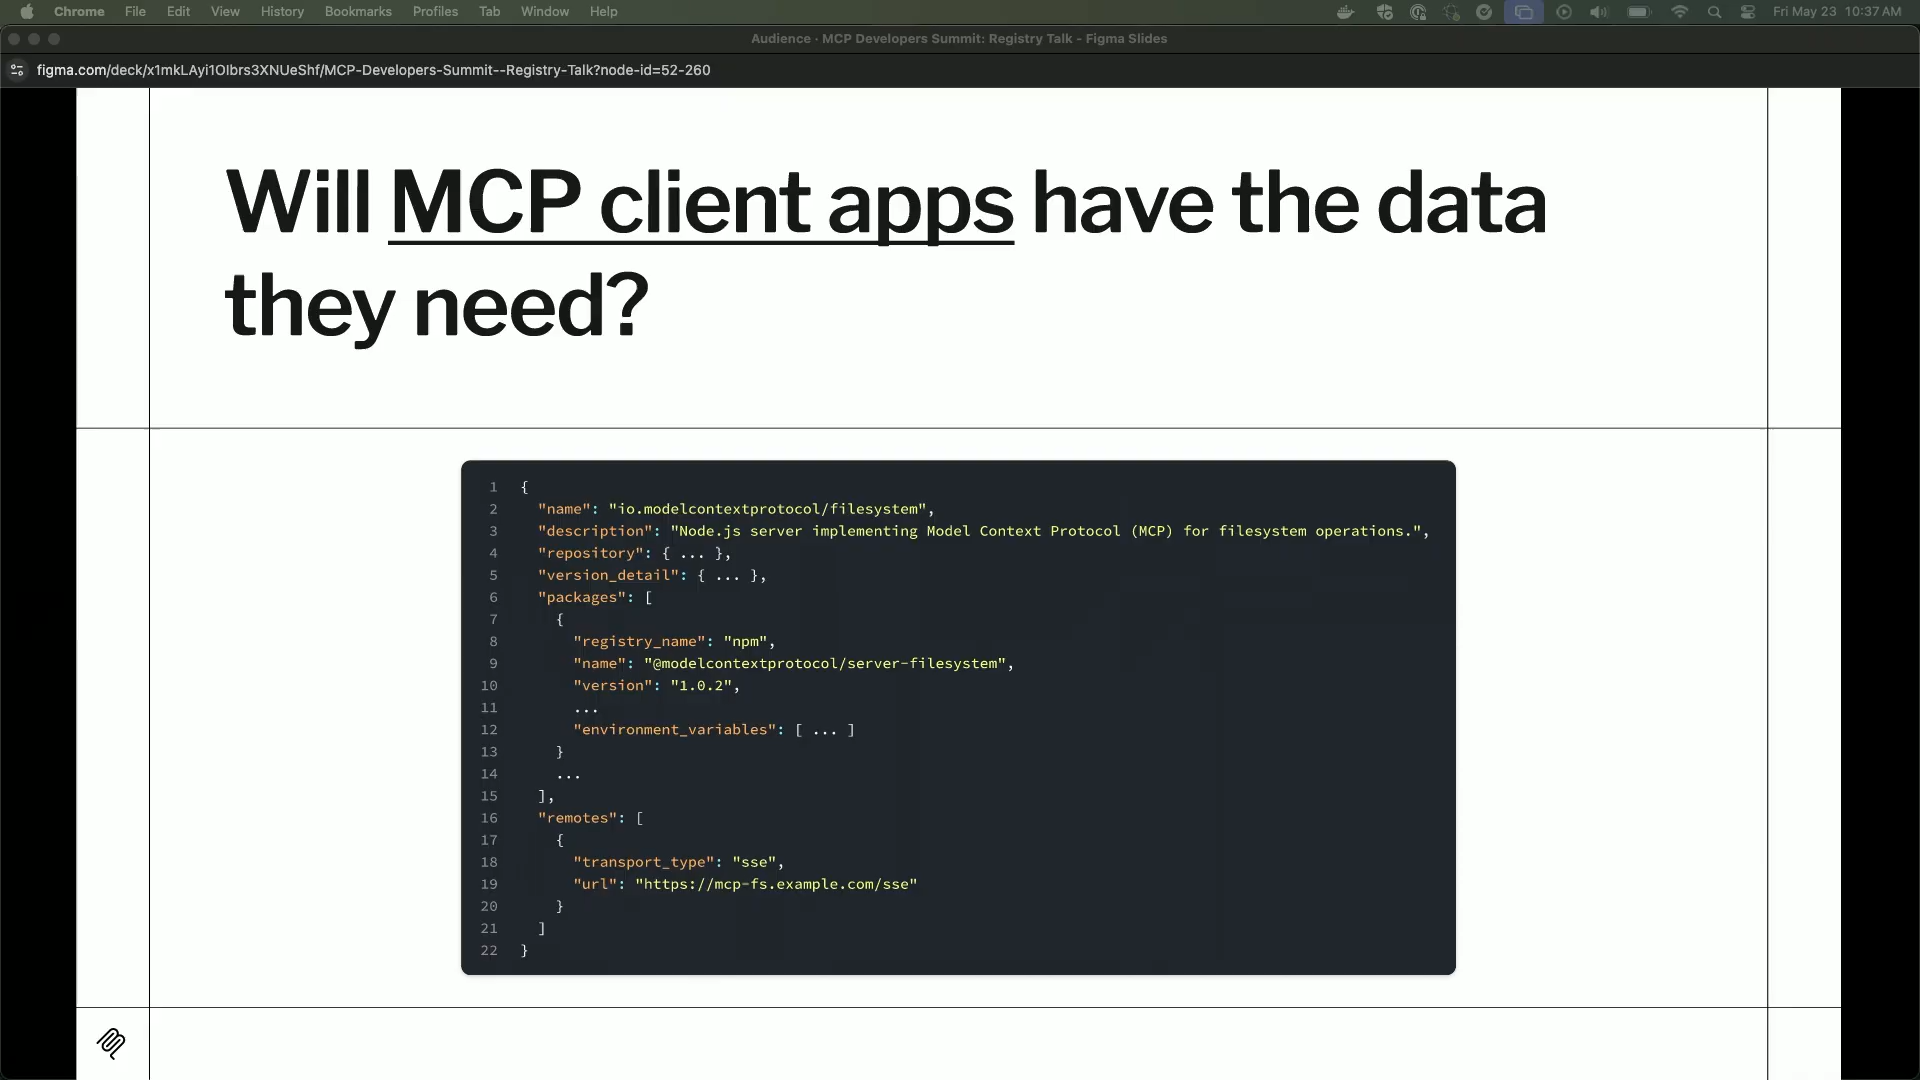 Chrome File Edit View History Bookmarks Profiles Tab Window Help Fri May 23 10:37 AM
Audience · MCP Developers Summit: Registry Talk - Figma Slides
figma.com/deck/x1mkLAyi1OIbrs3XNUeShf/MCP-Developers-Summit--Registry-Talk?node-id=52-260
Will MCP client apps have the data
they need?
1 {
2 "name": "io.modelcontextprotocol/filesystem",
3 "description": "Node.js server implementing Model Context Protocol (MCP) for filesystem operations.",
4 "repository": { ... },
5 "version_detail": { ... },
6 "packages": [
7 {
8 "registry_name": "npm",
9 "name": "@modelcontextprotocol/server-filesystem",
10 "version": "1.0.2",
11 ...
12 "environment_variables": [ ... ]
13 }
14 ...
15 ],
16 "remotes": [
17 {
18 "transport_type": "sse",
19 "url": "https://mcp-fs.example.com/sse"
20 }
21 ]
22 }